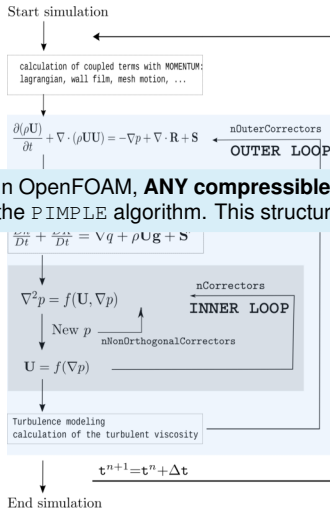 Start simulation
calculation of coupled terms with MOMENTUM:
lagrangian, wall film, mesh motion, ...
∂(ρU)/∂t + ∇ · (ρUU) = −∇p + ∇ · R + S
nOuterCorrectors
OUTER LOOP
n OpenFOAM, ANY compressible
the PIMPLE algorithm. This structur
Dt + Dt = ∇q + ρUg + S
∇²p = f(U, ∇p)
nCorrectors
INNER LOOP
New p
nNonOrthogonalCorrectors
U = f(∇p)
Turbulence modeling
calculation of the turbulent viscosity
tⁿ⁺¹=tⁿ+Δt
End simulation